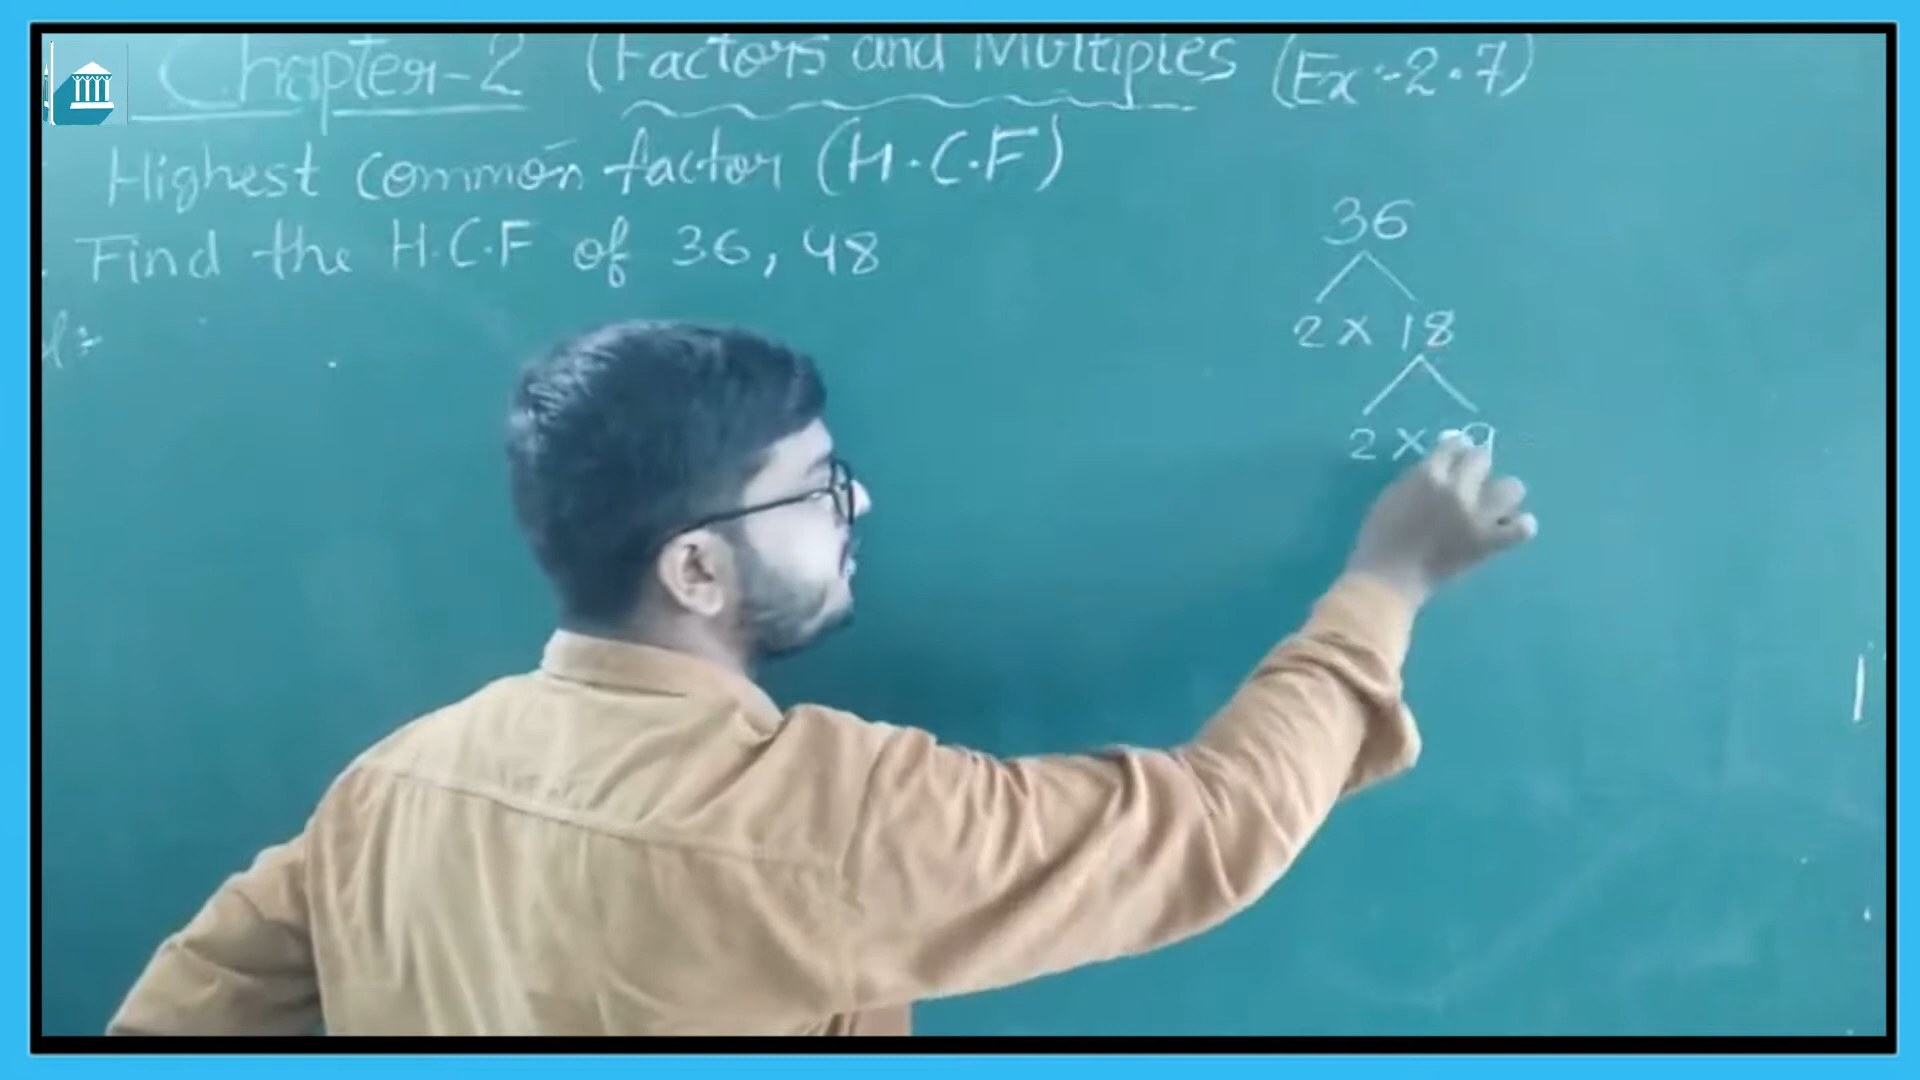 Chapter-2 (Factors and Multiples (Ex:-2.7)
Highest common factor (H.C.F)
Find the H.C.F of 36, 48
36
2 x 18
2 x 9